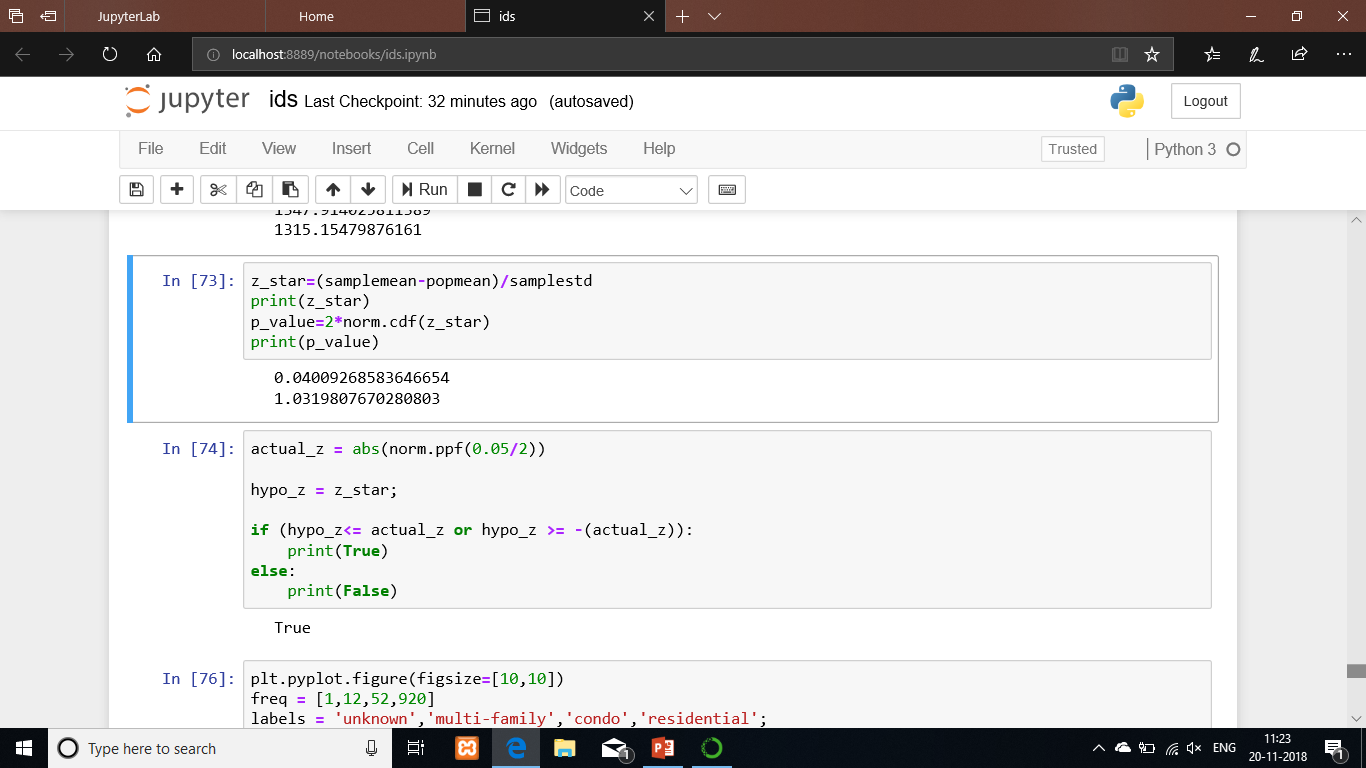 JupyterLab
Home
ids
localhost:8889/notebooks/ids.ipynb
jupyter ids Last Checkpoint: 32 minutes ago (autosaved)
Logout
File Edit View Insert Cell Kernel Widgets Help
Trusted
Python 3
Run
Code
1315.15479876161
In [73]:
z_star=(samplemean-popmean)/samplestd
print(z_star)
p_value=2*norm.cdf(z_star)
print(p_value)
0.04009268583646654
1.0319807670280803
In [74]:
actual_z = abs(norm.ppf(0.05/2))
hypo_z = z_star;
if (hypo_z<= actual_z or hypo_z >= -(actual_z)):
print(True)
else:
print(False)
True
In [76]:
plt.pyplot.figure(figsize=[10,10])
freq = [1,12,52,920]
labels = 'unknown','multi-family','condo','residential';
Type here to search
1
ENG
11:23
20-11-2018
1